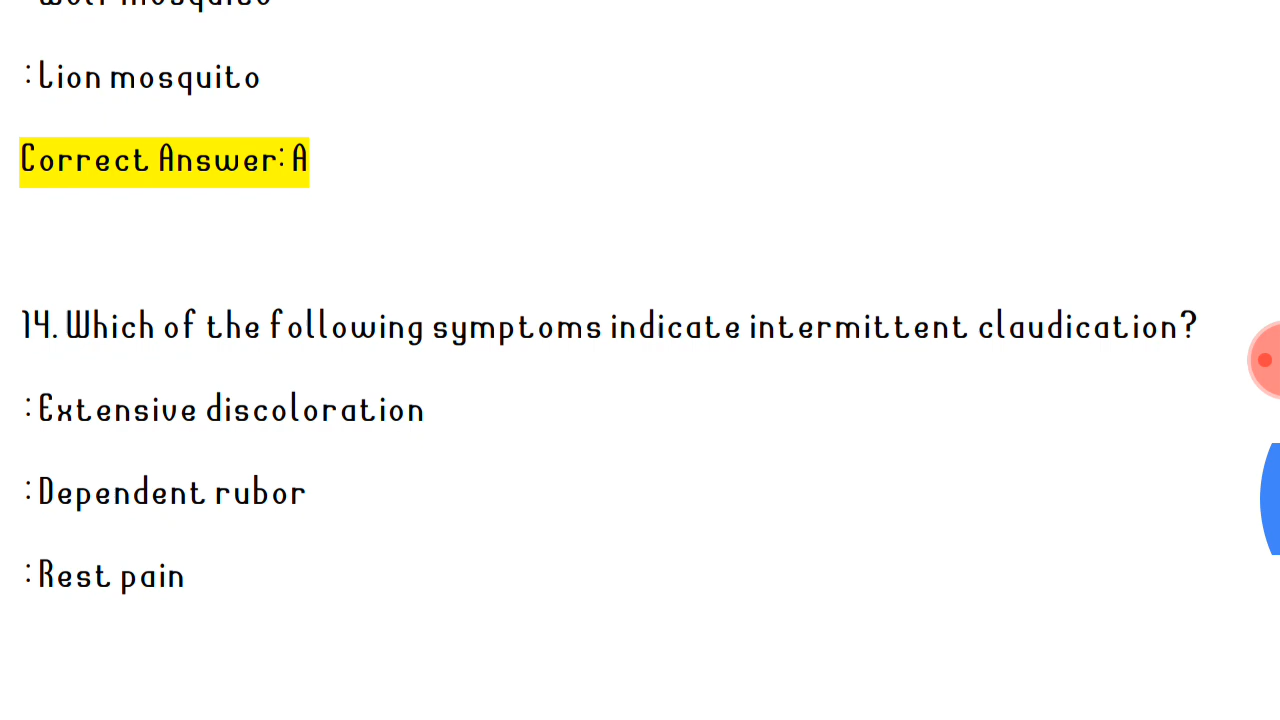 : Lion mosquito
Correct Answer: A
14. Which of the following symptoms indicate intermittent claudication?
: Extensive discoloration
: Dependent rubor
: Rest pain